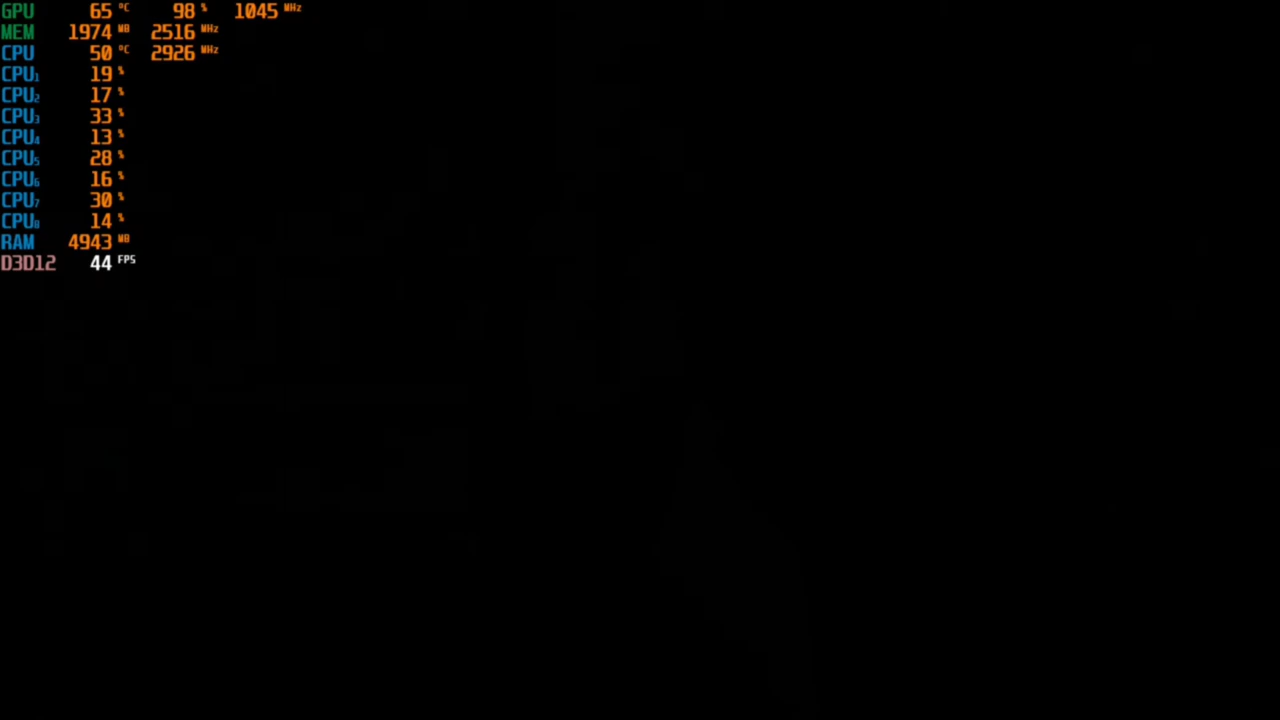 GPU 65 °C 98 % 1045 MHz
MEM 1974 MB 2516 MHz
CPU 50 °C 2926 MHz
CPU1 19 %
CPU2 17 %
CPU3 33 %
CPU4 13 %
CPU5 28 %
CPU6 16 %
CPU7 30 %
CPU8 14 %
RAM 4943 MB
D3D12 44 FPS